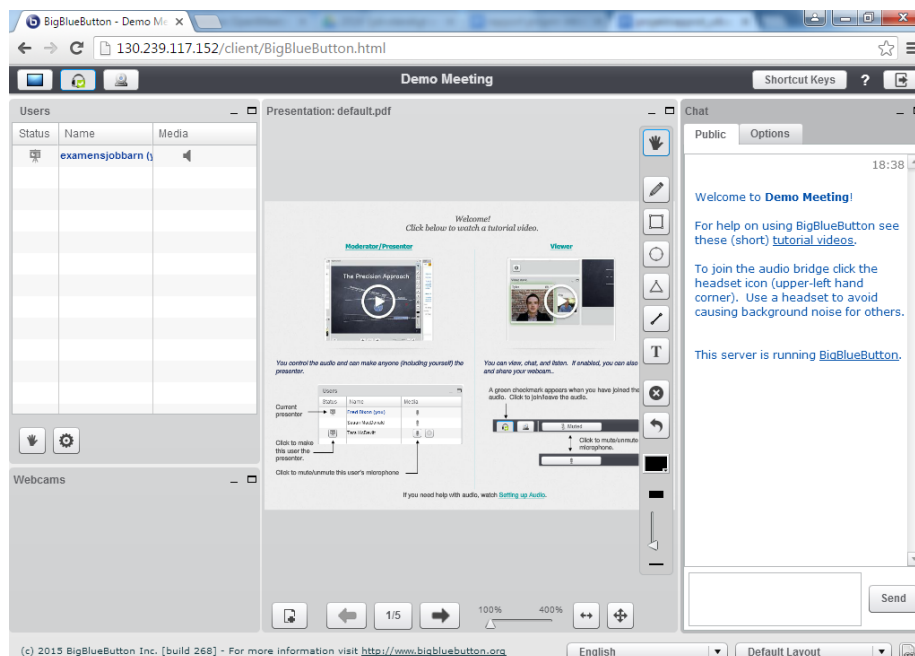 BigBlueButton - Demo Me
130.239.117.152/client/BigBlueButton.html
Demo Meeting
Shortcut Keys
?
Users
Status Name Media
examensjobbarn (y
Webcams
Presentation: default.pdf
Welcome!
Click below to watch a tutorial video.
Moderator/Presenter
Viewer
The Precision Approach
You control the audio and can make anyone (including yourself) the
presenter.
You can view, chat, and listen. If enabled, you can also
and share your webcam..
Users
Status Name Media
Fred Dixon (you)
Current
presenter
Click to make
this user the
presenter.
Click to mute/unmute this user's microphone
A green checkmark appears when you have joined the
audio. Click to join/leave the audio.
Muted
Click to mute/unmute
microphone.
If you need help with audio, watch Setting up Audio.
T
1/5
100%
400%
Chat
Public Options
18:38
Welcome to Demo Meeting!
For help on using BigBlueButton see
these (short) tutorial videos.
To join the audio bridge click the
headset icon (upper-left hand
corner). Use a headset to avoid
causing background noise for others.
This server is running BigBlueButton.
Send
(c) 2015 BigBlueButton Inc. [build 268] - For more information visit http://www.bigbluebutton.org
English
Default Layout